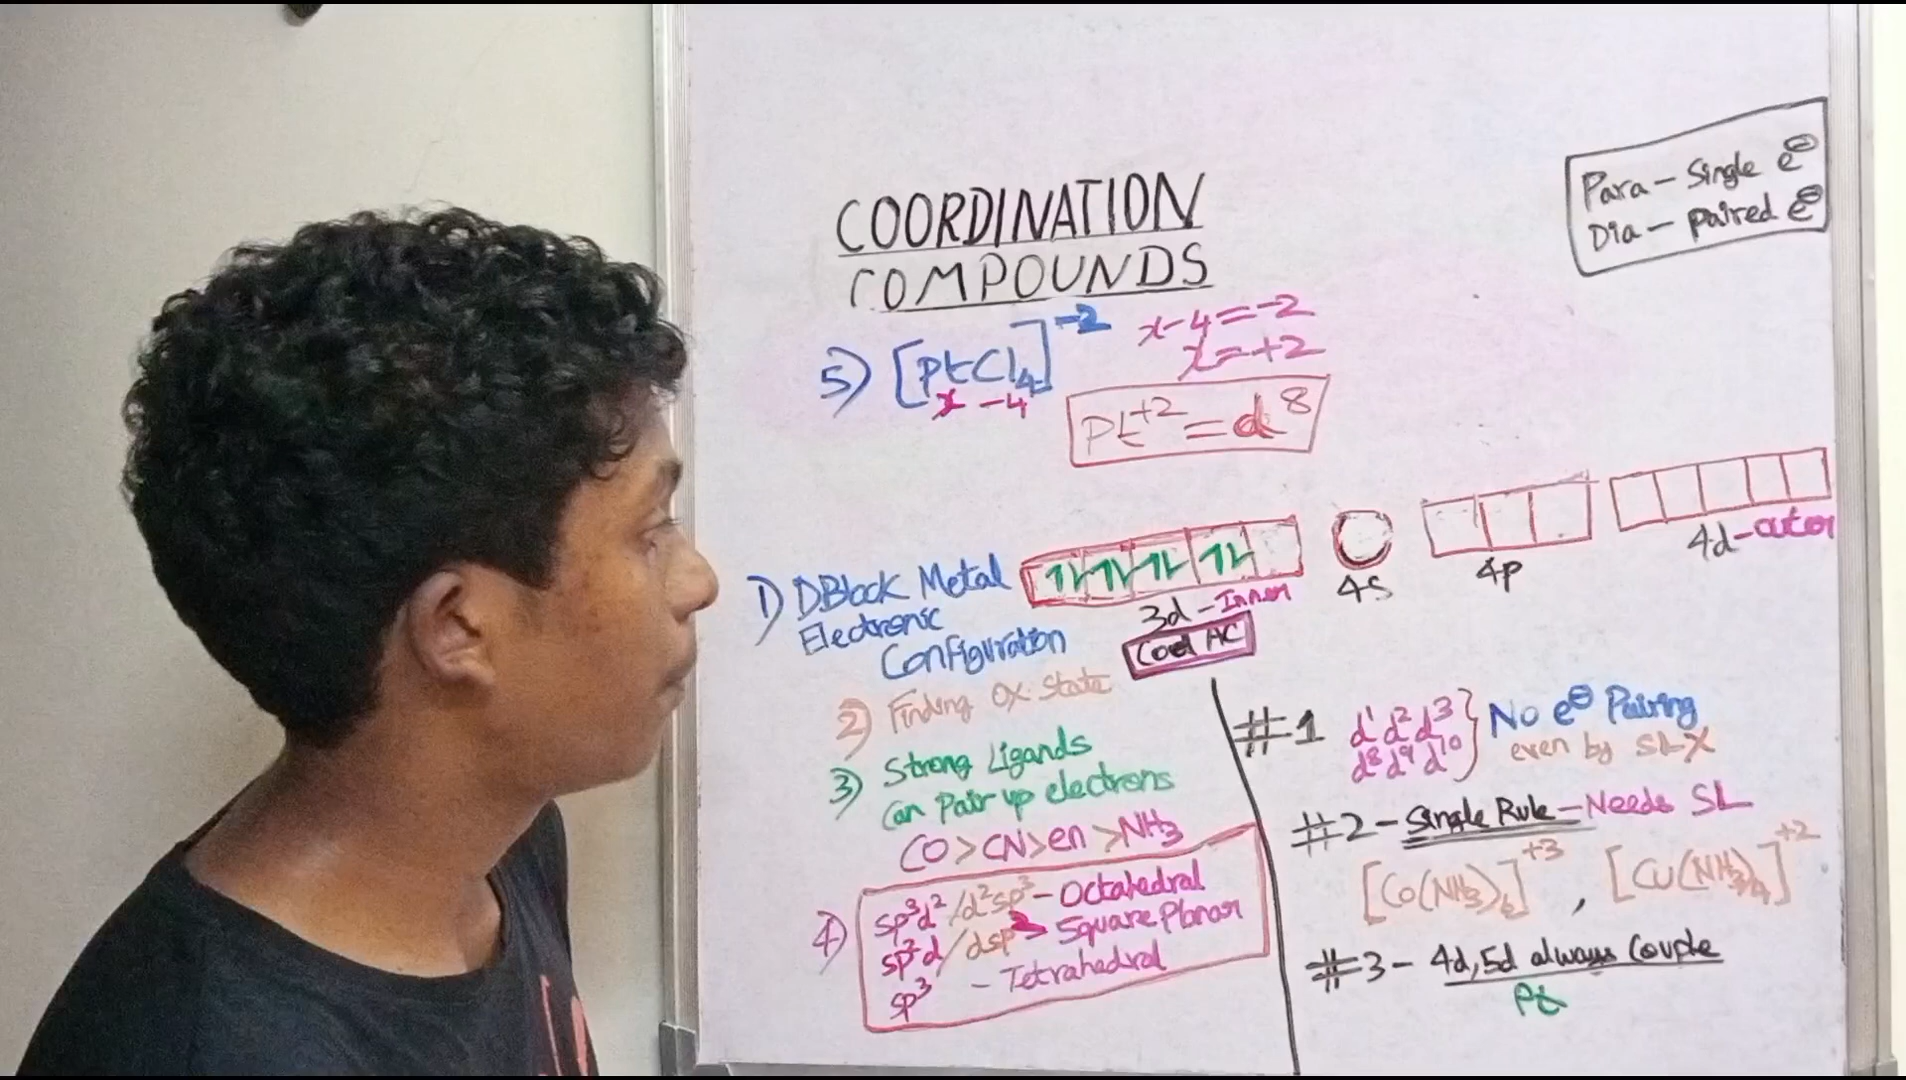 COORDINATION
COMPOUNDS
Para - Single e⊖
Dia - paired e⊖
5) [PtCl4]-2
x -4
x-4=-2
x=+2
Pt+2 = d8
1) DBlock Metal
Electronic
Configuration
3d - Inner
4s
4p
4d-outer
2) Finding Ox. State
3) Strong Ligands
Can Pair up electrons
CO>CN>en>NH3
4) sp3d2/d2sp3 - Octahedral
sp2d/dsp2 Square Planar
sp3 - Tetrahedral
#1 d1 d2 d3 } No e⊖ Pairing
d8 d9 d10 even by SL X
#2 - Single Rule - Needs SL
[Co(NH3)6]+3 , [Cu(NH3)4]+2
#3 - 4d, 5d always Couple
Pt